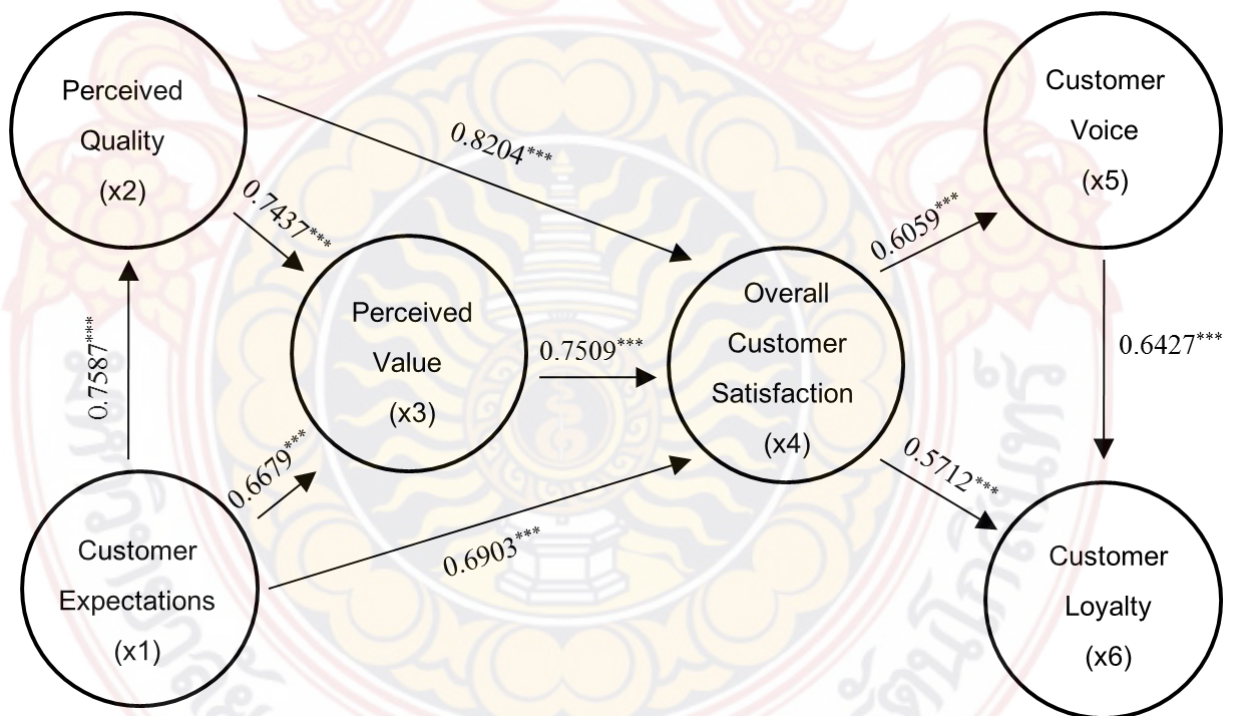 Perceived
Quality
(x2)
Customer
Voice
(x5)
0.8204***
0.7437***
0.6059***
Perceived
Value
(x3)
Overall
Customer
Satisfaction
(x4)
0.7587***
0.7509***
0.6427***
0.6679***
0.5712***
0.6903***
Customer
Expectations
(x1)
Customer
Loyalty
(x6)